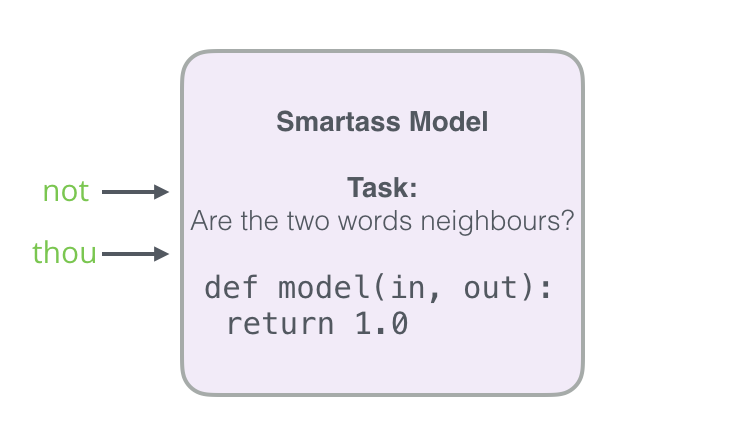 Smartass Model
Task:
not
Are the two words neighbours?
thou
def model(in, out):
return 1.0